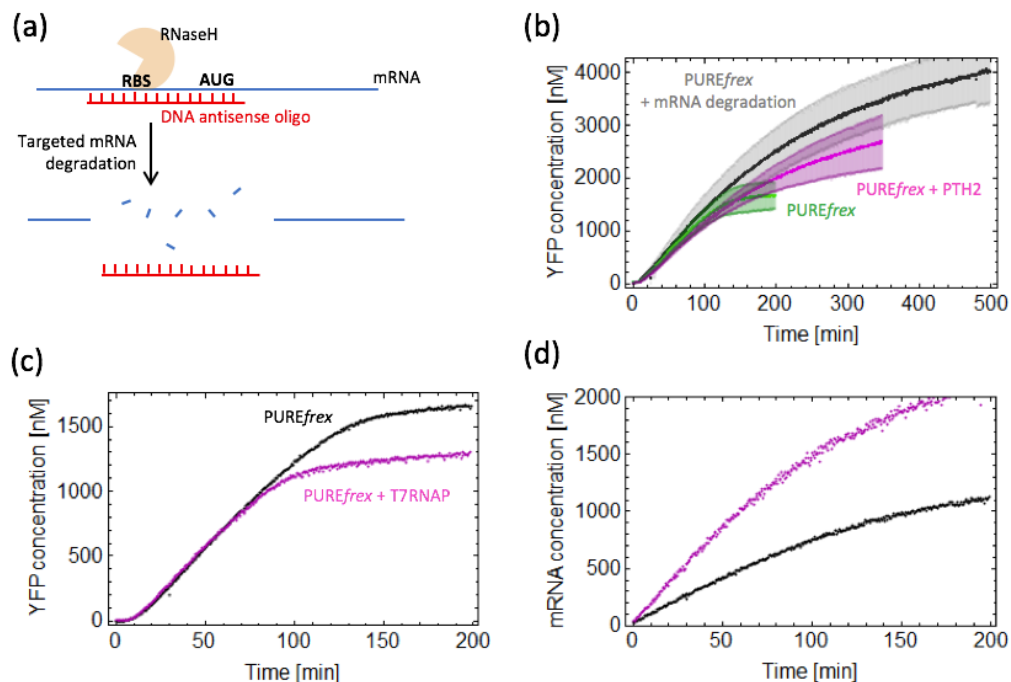 (a)
RNaseH
RBS AUG
mRNA
DNA antisense oligo
Targeted mRNA
degradation
(b)
YFP concentration [nM]
4000
3000
2000
1000
0
PUREfrex
+ mRNA degradation
PUREfrex + PTH2
PUREfrex
0 100 200 300 400 500
Time [min]
(c)
YFP concentration [nM]
1500
1000
500
0
PUREfrex
PUREfrex + T7RNAP
0 50 100 150 200
Time [min]
(d)
mRNA concentration [nM]
2000
1500
1000
500
0
0 50 100 150 200
Time [min]